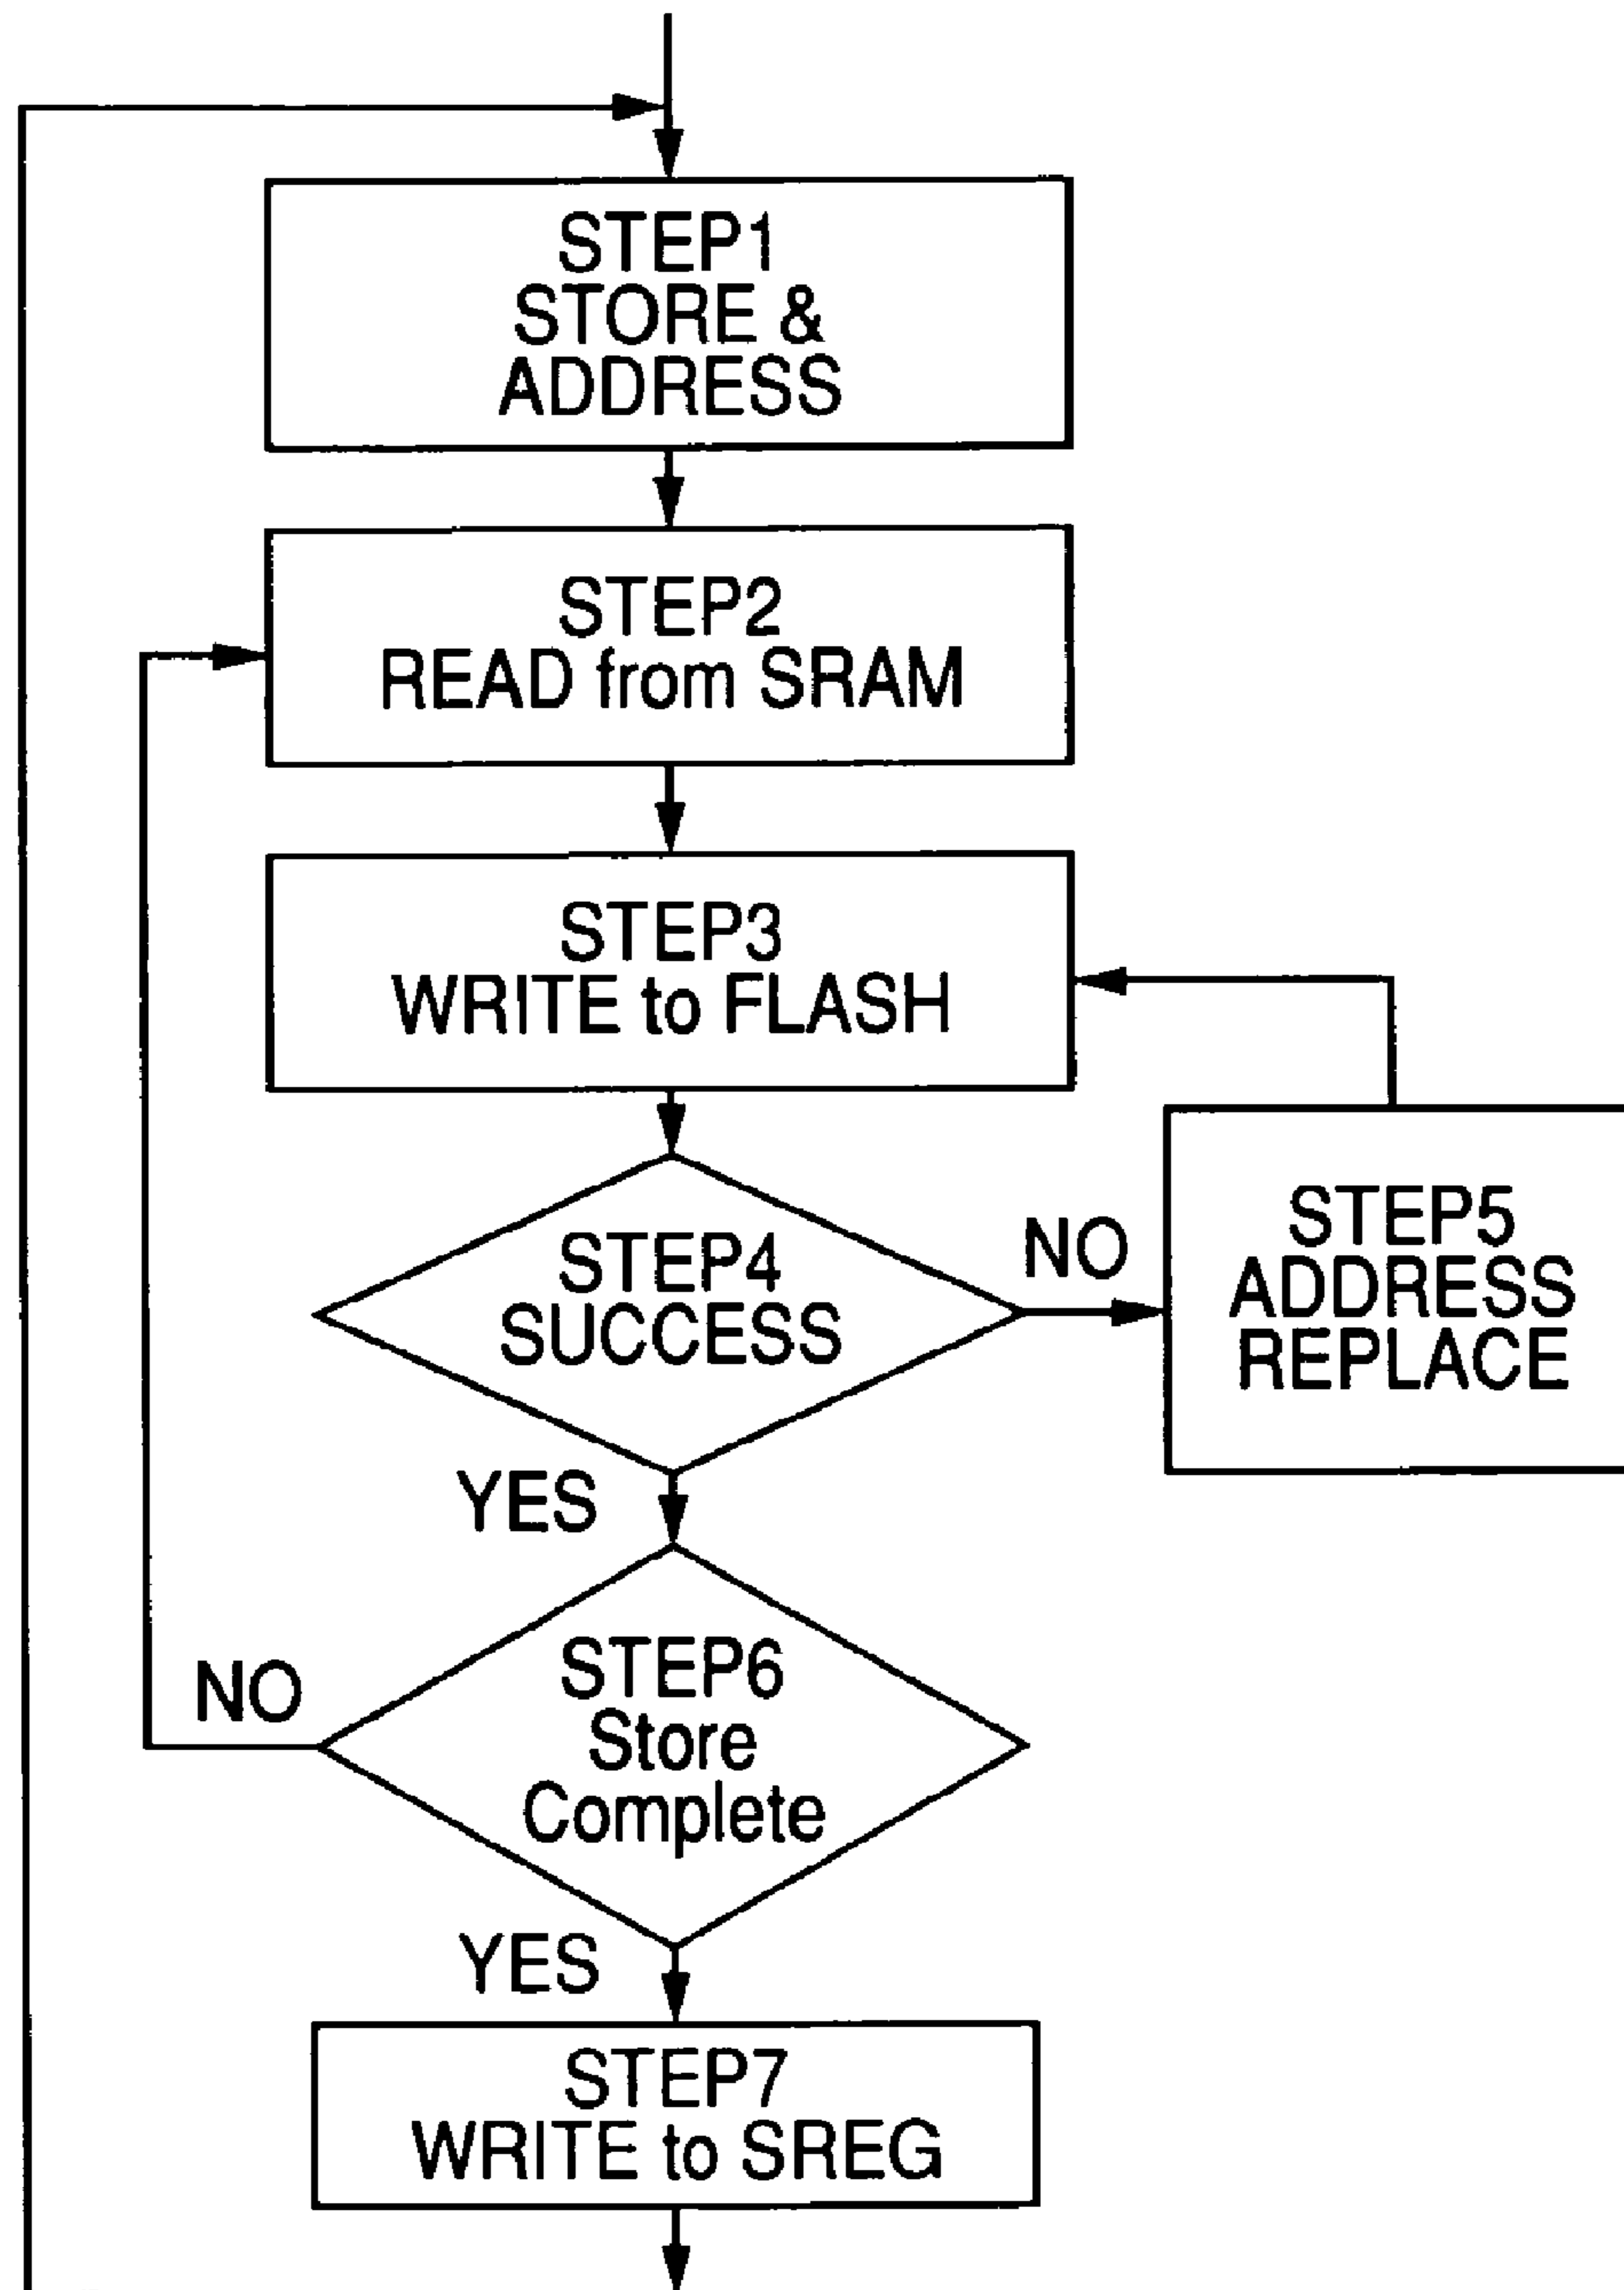 STEP1
STORE &
ADDRESS
STEP2
READ from SRAM
STEP3
WRITE to FLASH
STEP4
SUCCESS
NO
STEP5
ADDRESS
REPLACE
YES
STEP6
Store
Complete
NO
YES
STEP7
WRITE to SREG